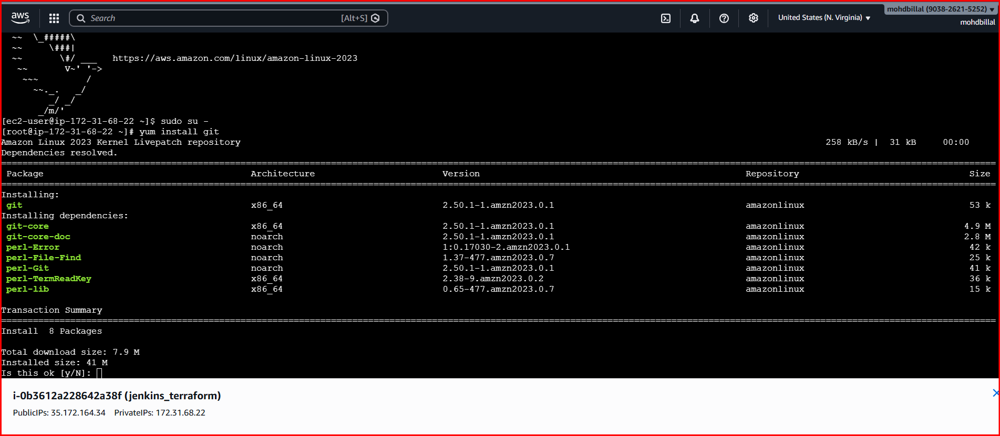 aws Search [Alt+S] United States (N. Virginia) ▼ mohdbillal (9038-2621-5252) ▼
mohdbillal
~~  \_#####\
~~     \###|
~~       \#/ ___   https://aws.amazon.com/linux/amazon-linux-2023
~~       V~' '->
~~~         /
~~._.   _/
_/ _/
_/m/'
[ec2-user@ip-172-31-68-22 ~]$ sudo su -
[root@ip-172-31-68-22 ~]# yum install git
Amazon Linux 2023 Kernel Livepatch repository 258 kB/s |  31 kB     00:00
Dependencies resolved.
Package Architecture Version Repository Size
Installing:
git x86_64 2.50.1-1.amzn2023.0.1 amazonlinux 53 k
Installing dependencies:
git-core x86_64 2.50.1-1.amzn2023.0.1 amazonlinux 4.9 M
git-core-doc noarch 2.50.1-1.amzn2023.0.1 amazonlinux 2.8 M
perl-Error noarch 1:0.17030-2.amzn2023.0.1 amazonlinux 42 k
perl-File-Find noarch 1.37-477.amzn2023.0.7 amazonlinux 25 k
perl-Git noarch 2.50.1-1.amzn2023.0.1 amazonlinux 41 k
perl-TermReadKey x86_64 2.38-9.amzn2023.0.2 amazonlinux 36 k
perl-lib x86_64 0.65-477.amzn2023.0.7 amazonlinux 15 k
Transaction Summary
Install  8 Packages
Total download size: 7.9 M
Installed size: 41 M
Is this ok [y/N]:
i-0b3612a228642a38f (jenkins_terraform)
PublicIPs: 35.172.164.34 PrivateIPs: 172.31.68.22